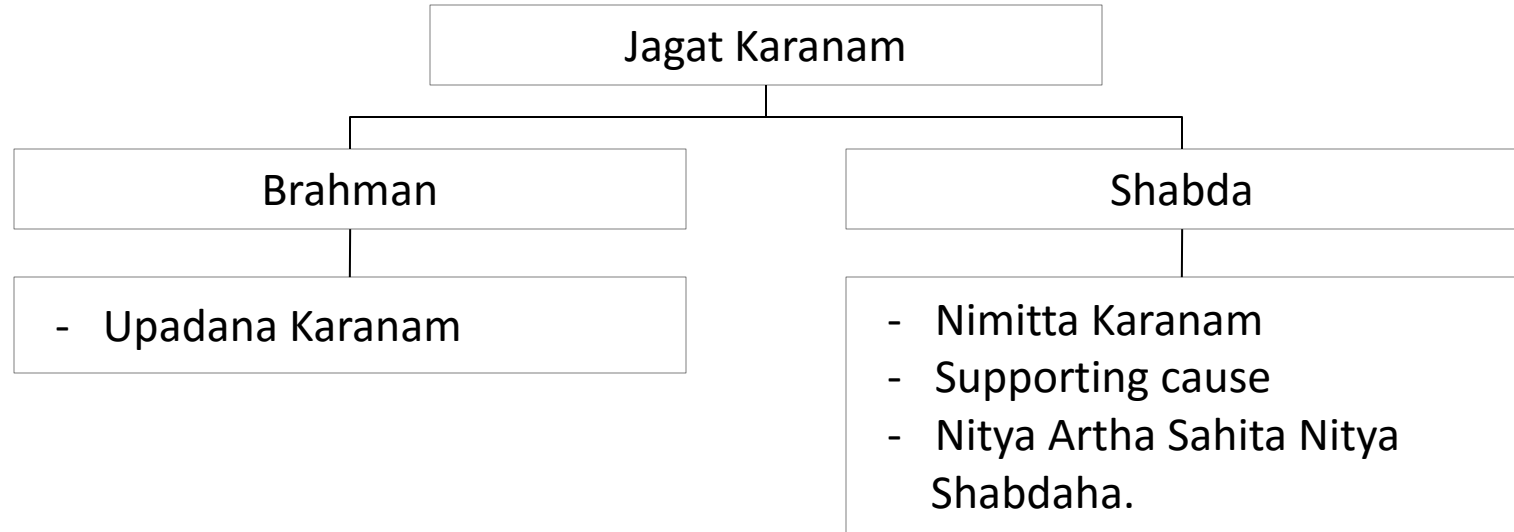 Jagat Karanam
Brahman
Shabda
- Upadana Karanam
- Nimitta Karanam
- Supporting cause
- Nitya Artha Sahita Nitya
Shabdaha.